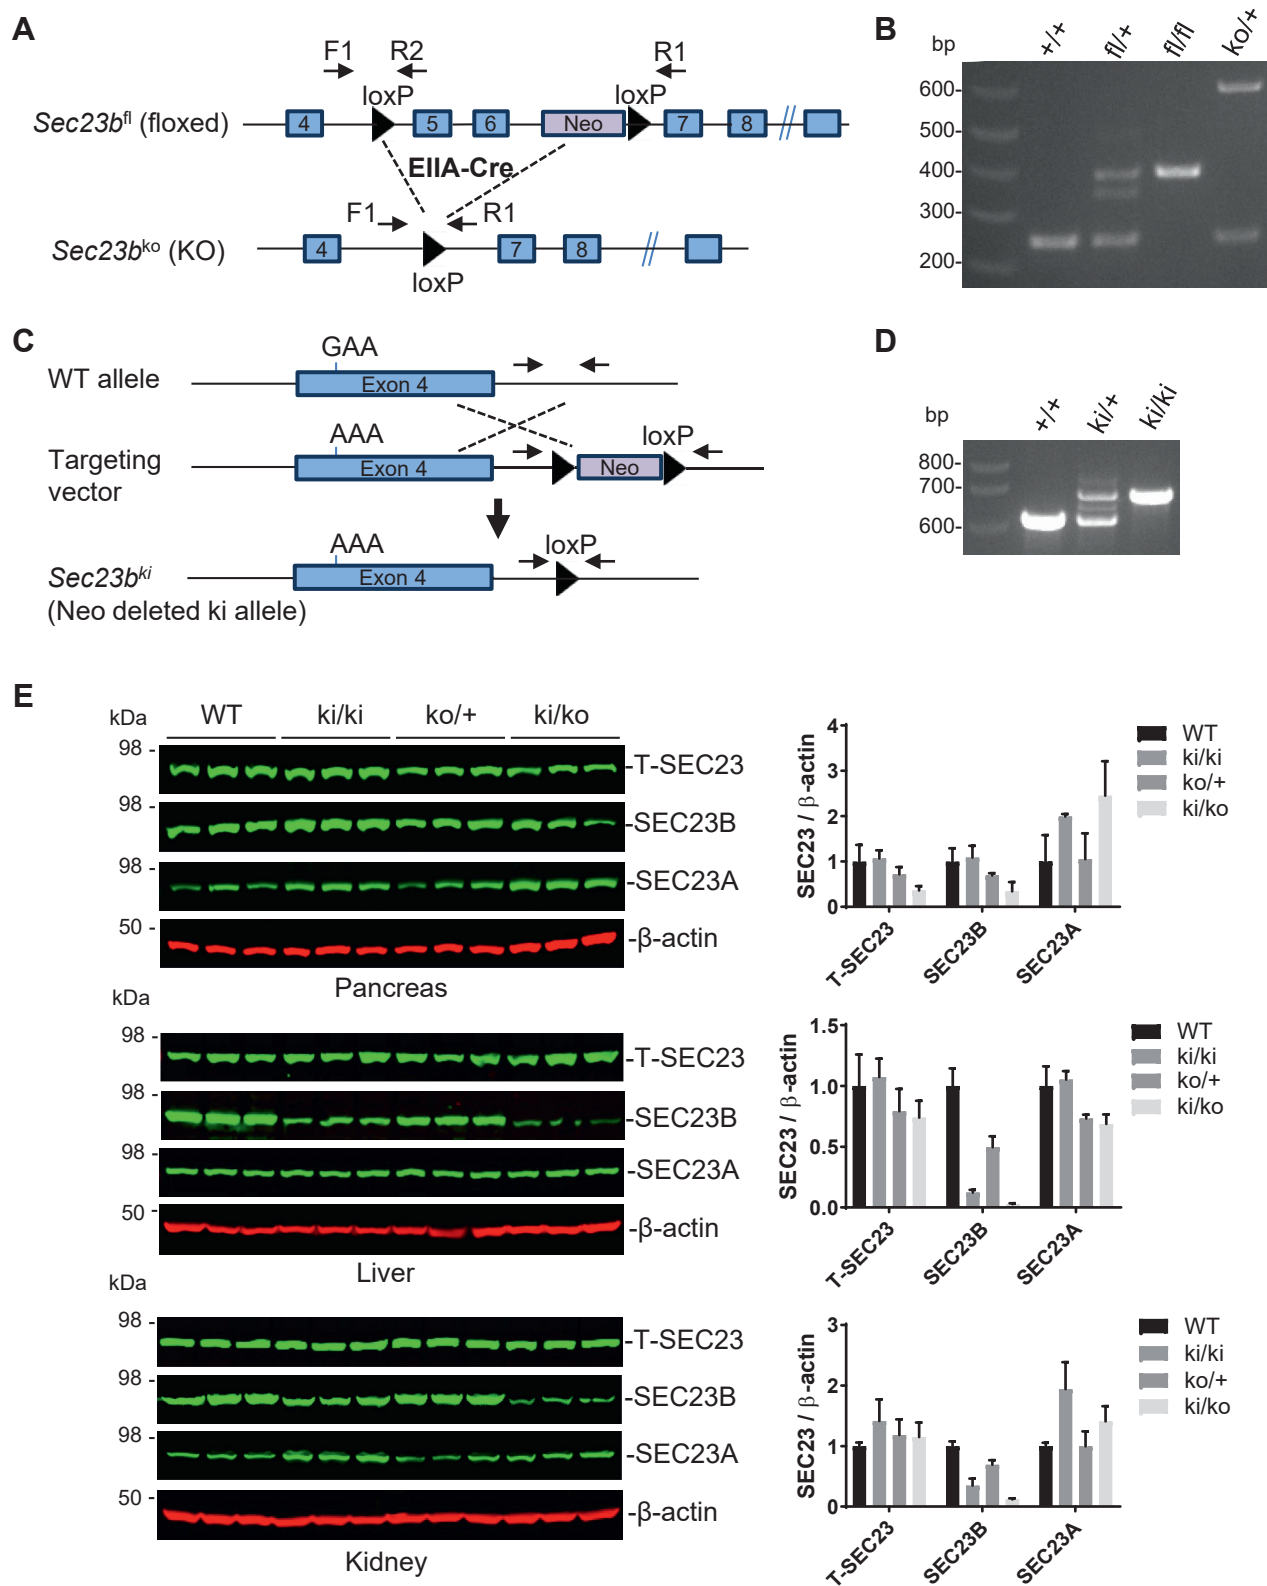 A
F1 R2 R1
loxP loxP
Sec23bfl (floxed) 4 5 6 Neo 7 8
EIIA-Cre
F1 R1
Sec23bko (KO) 4 7 8
loxP
B
bp +/+ fl/+ fl/fl ko/+
600-
500-
400-
300-
200-
C
GAA
WT allele Exon 4
AAA loxP
Targeting vector Exon 4 Neo
AAA loxP
Sec23bki Exon 4
(Neo deleted ki allele)
D
bp +/+ ki/+ ki/ki
800-
700-
600-
E
kDa WT ki/ki ko/+ ki/ko
98 - -T-SEC23
98 - -SEC23B
98 - -SEC23A
50 - -β-actin
Pancreas
SEC23 / β-actin
4
3
2
1
0
T-SEC23 SEC23B SEC23A
WT
ki/ki
ko/+
ki/ko
kDa
98 - -T-SEC23
98 - -SEC23B
98 - -SEC23A
50 - -β-actin
Liver
SEC23 / β-actin
1.5
1.0
0.5
0.0
T-SEC23 SEC23B SEC23A
WT
ki/ki
ko/+
ki/ko
kDa
98 - -T-SEC23
98 - -SEC23B
98 - -SEC23A
50 - -β-actin
Kidney
SEC23 / β-actin
3
2
1
0
T-SEC23 SEC23B SEC23A
WT
ki/ki
ko/+
ki/ko